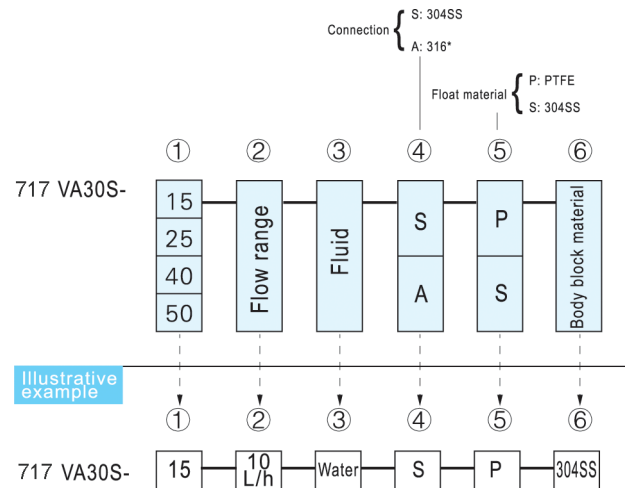 S: 304SS
Connection {
A: 316*
P: PTFE
Float material {
S: 304SS
① ② ③ ④ ⑤ ⑥
717 VA30S-
15
25
40
50
Flow range
Fluid
S
A
P
S
Body block material
Illustrative
example
① ② ③ ④ ⑤ ⑥
717 VA30S-
15
10
L/h
Water
S
P
304SS